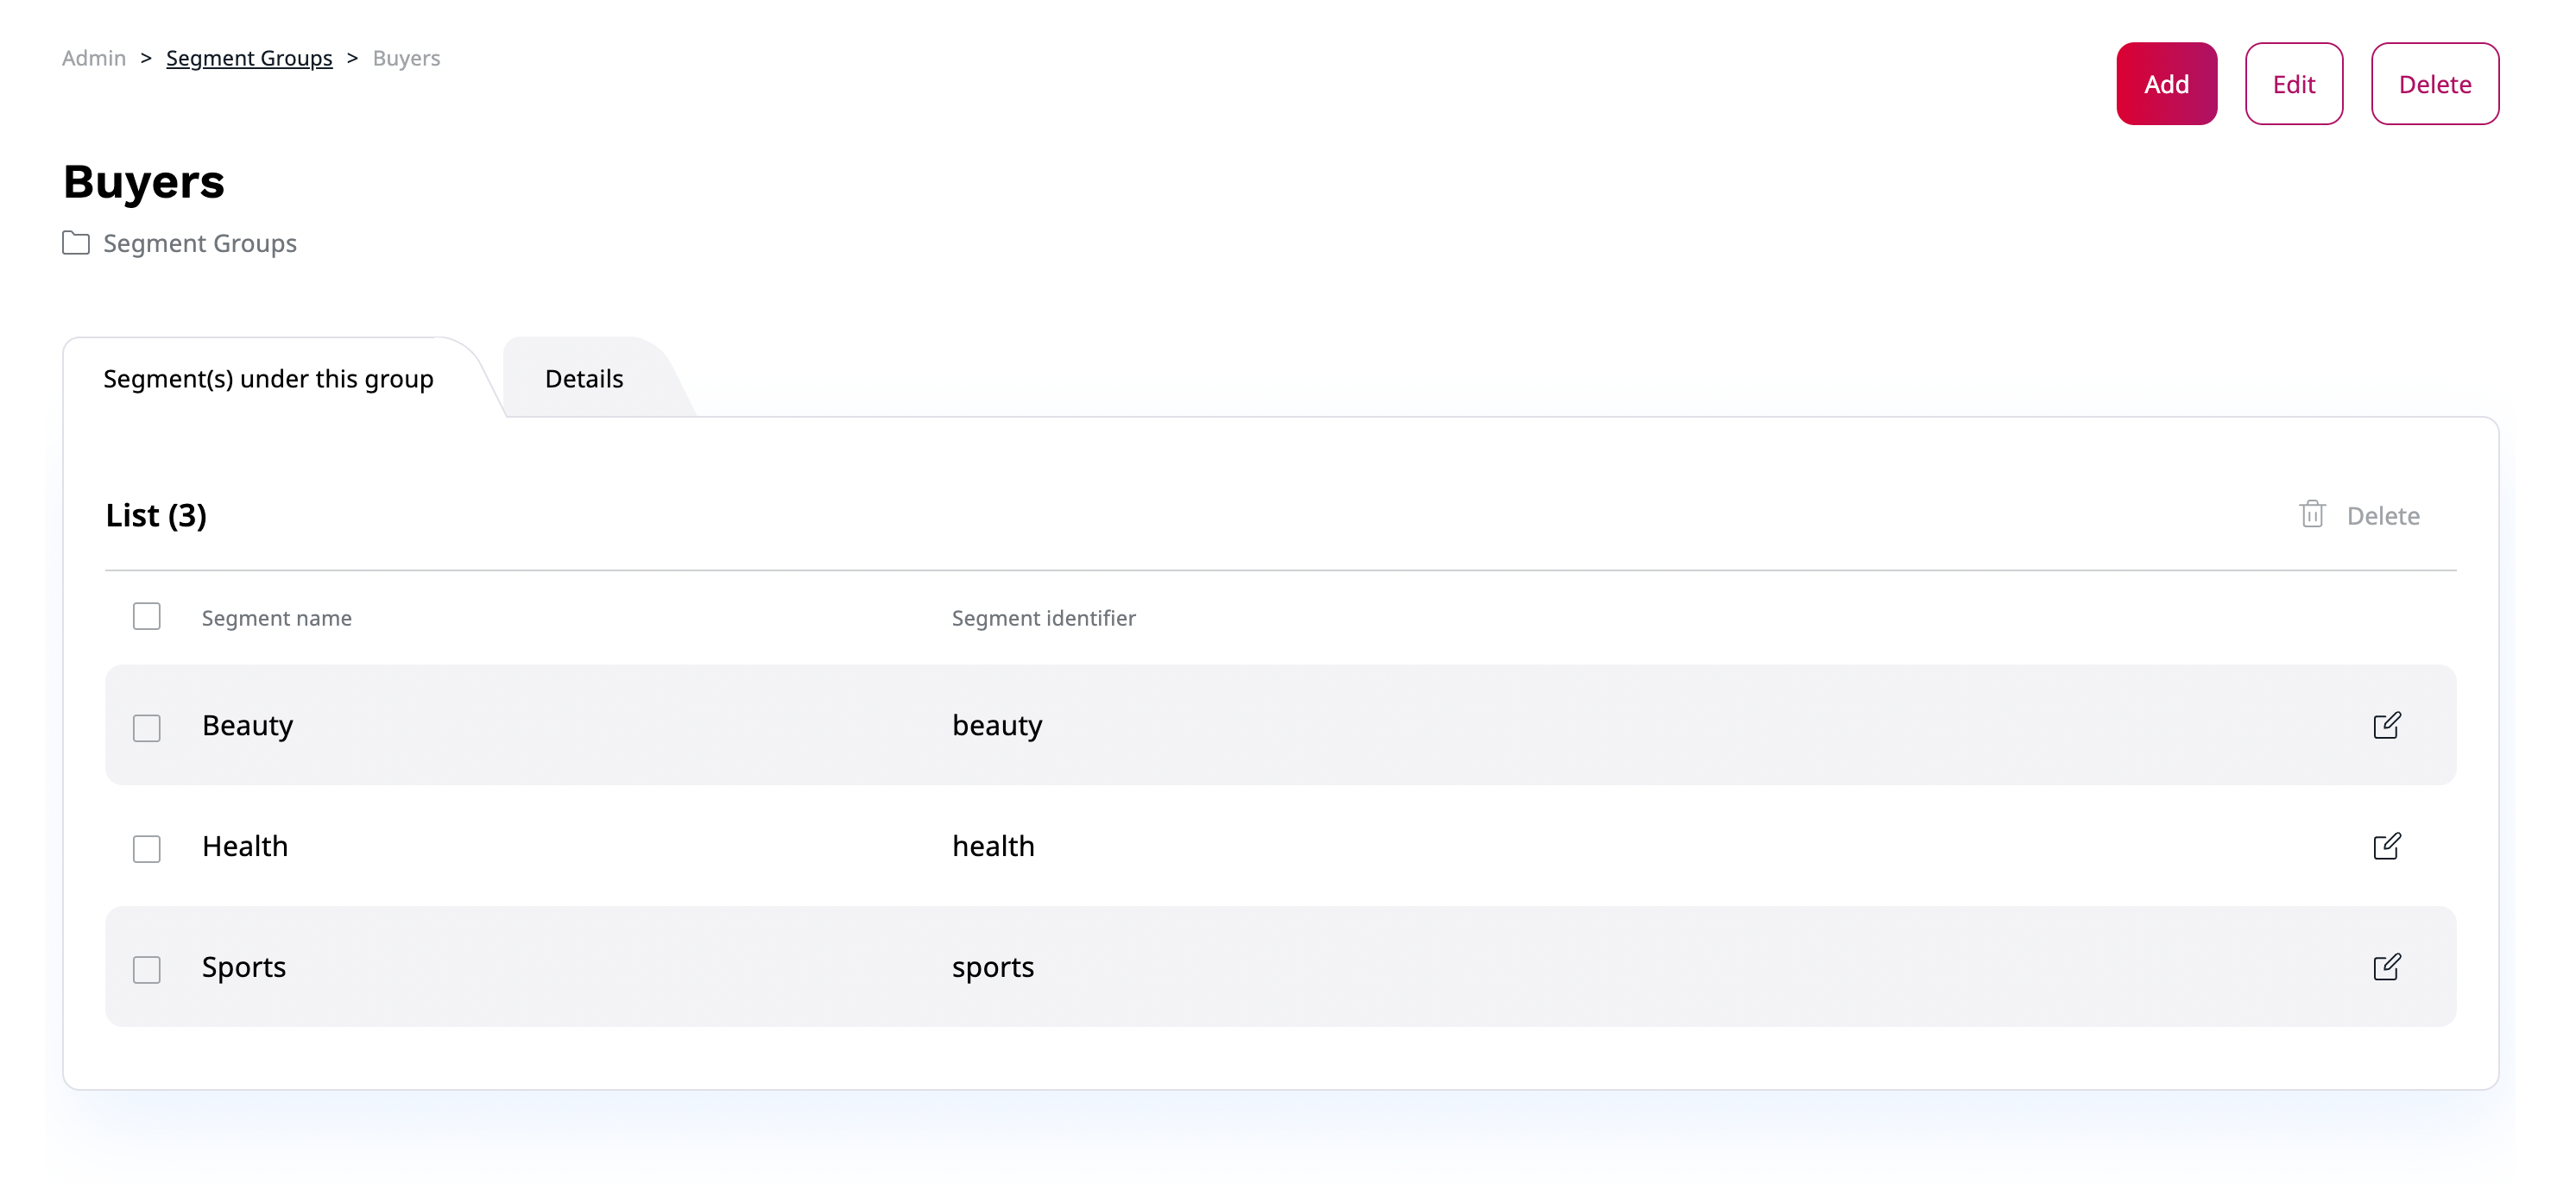 Admin > Segment Groups > Buyers
Add Edit Delete
Buyers
Segment Groups
Segment(s) under this group Details
List (3) Delete
Segment name Segment identifier
Beauty beauty
Health health
Sports sports